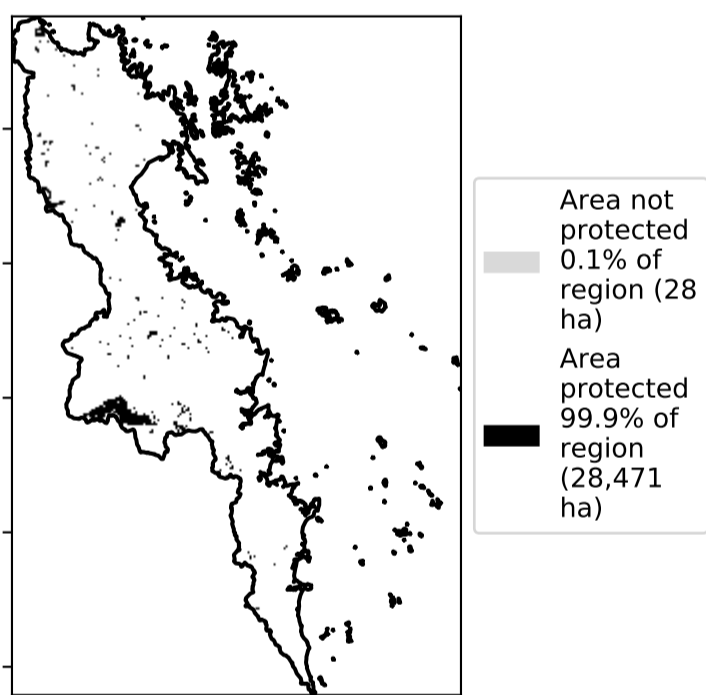 Area not
protected
0.1% of
region (28
ha)
Area
protected
99.9% of
region
(28,471
ha)